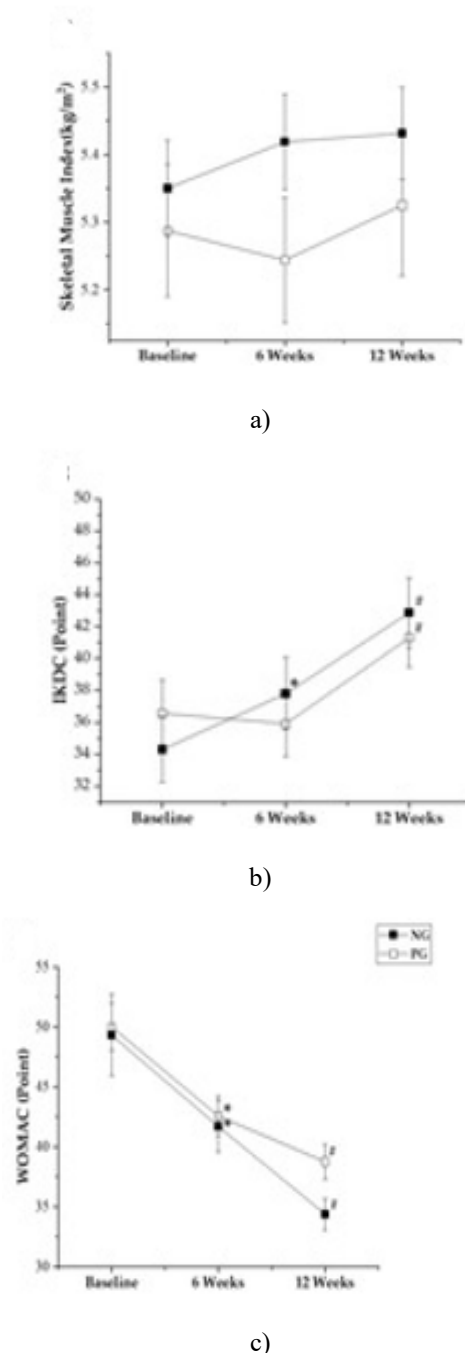 Skeletal Muscle Index(kg/m²)
5.5
5.4
5.3
5.2
Baseline 6 Weeks 12 Weeks
a)
IKDC (Point)
50
48
46
44
42
40
38
36
34
32
*
#
#
Baseline 6 Weeks 12 Weeks
b)
NG
PG
WOMAC (Point)
55
50
45
40
35
30
*
*
#
#
Baseline 6 Weeks 12 Weeks
c)